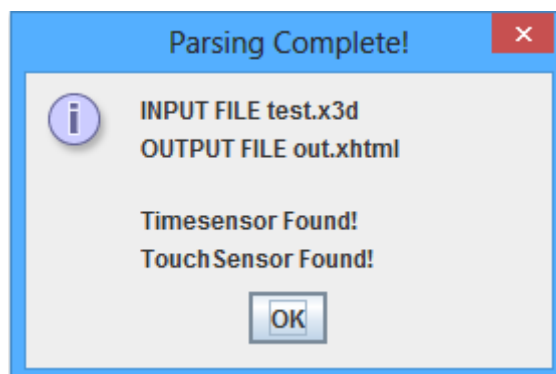 Parsing Complete!
INPUT FILE test.x3d
OUTPUT FILE out.xhtml
Timesensor Found!
TouchSensor Found!
OK